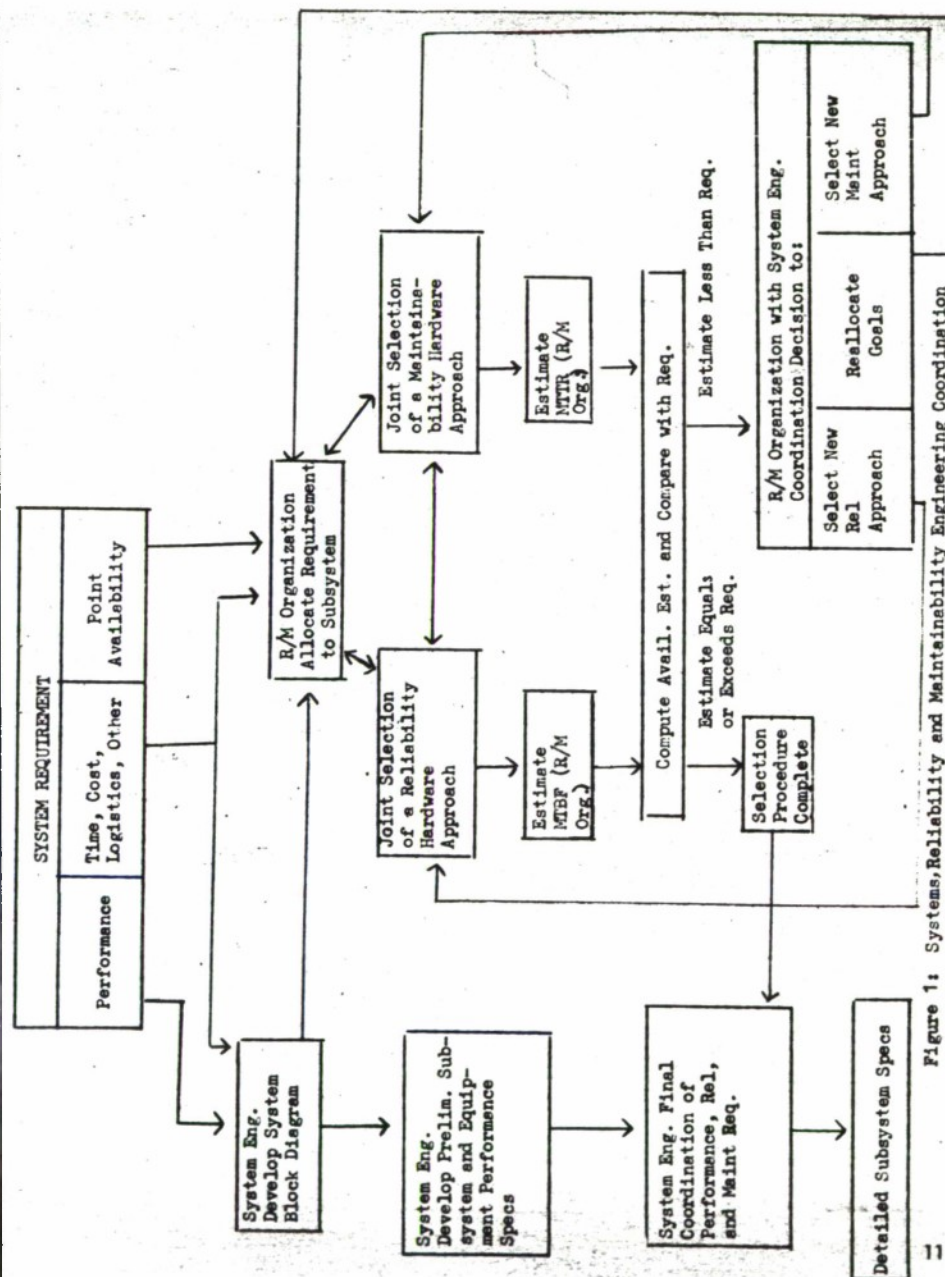 SYSTEM REQUIREMENT
Performance
Time, Cost,
Logistics, Other
Point
Availability
System Eng.
Develop System
Block Diagram
R/M Organization
Allocate Requirement
to Subsystem
System Eng.
Develop Prelim. Sub-
system and Equip-
ment Performance
Specs
Joint Selection
of a Reliability
Hardware
Approach
Joint Selection
of a Maintaina-
bility Hardware
Approach
Estimate
MTBF (R/M
Org.)
Estimate
MTTR (R/M
Org.)
Compute Avail. Est. and Compare with Req.
Estimate Equals
or Exceeds Req.
Estimate Less Than Req.
System Eng. Final
Coordination of
Performance, Rel,
and Maint Req.
Selection
Procedure
Complete
R/M Organization with System Eng.
Coordination Decision to:
Select New
Rel
Approach
Reallocate
Goals
Select New
Maint
Approach
Detailed Subsystem Specs
Figure 1: Systems,Reliability and Maintainability Engineering Coordination
11